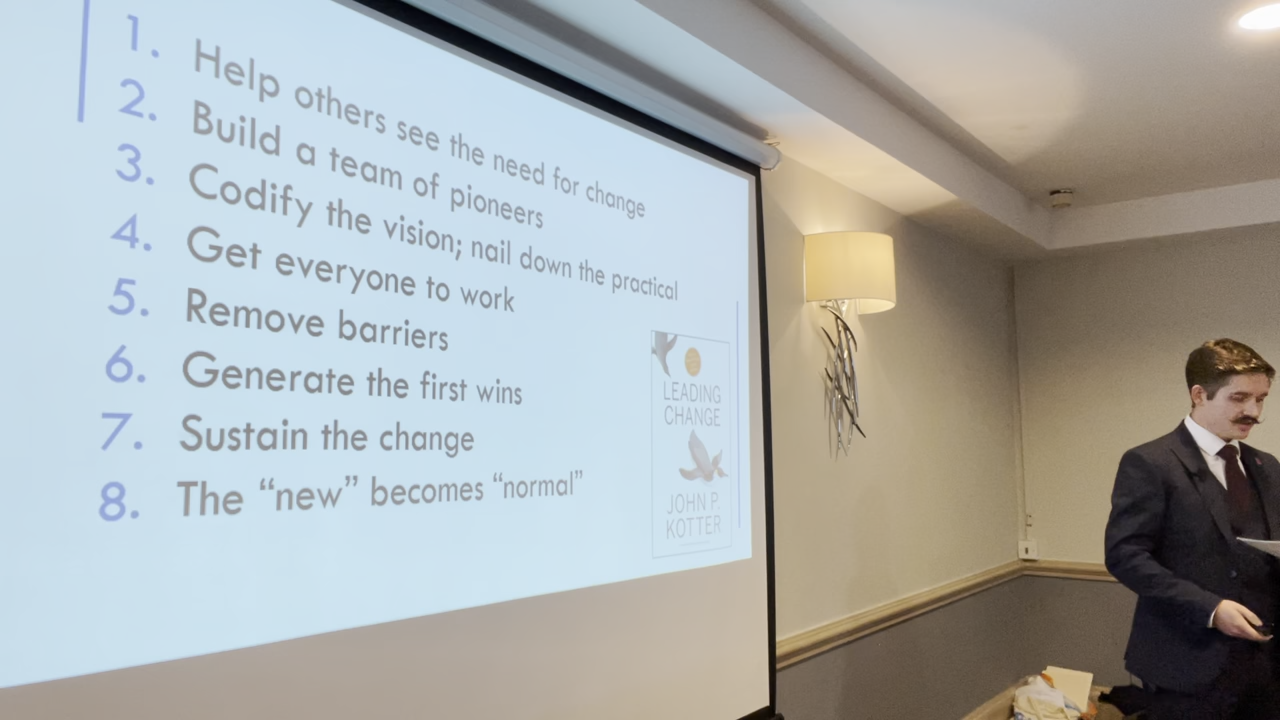 1. Help others see the need for change
2. Build a team of pioneers
3. Codify the vision; nail down the practical
4. Get everyone to work
5. Remove barriers
6. Generate the first wins
7. Sustain the change
8. The “new” becomes “normal”
LEADING
CHANGE
JOHN P.
KOTTER